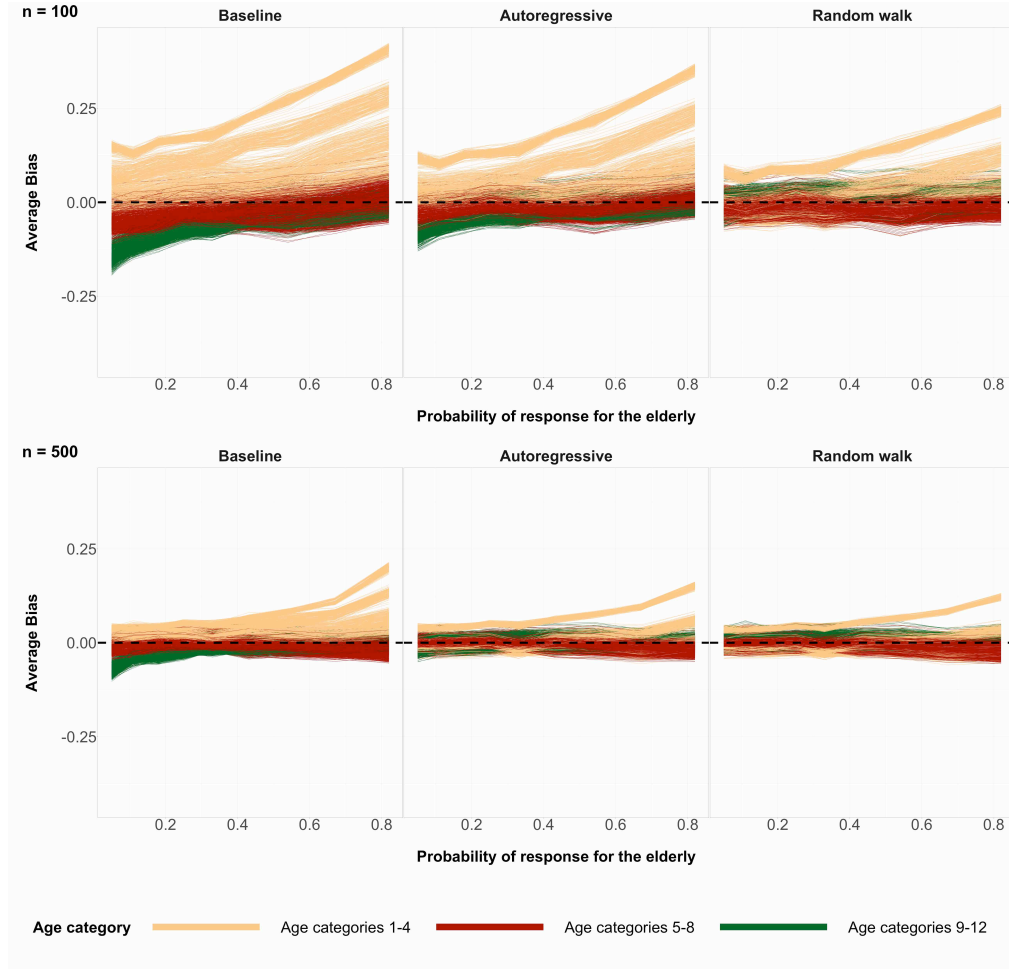 n = 100
Baseline Autoregressive Random walk
Average Bias
0.25
0.00
-0.25
0.2 0.4 0.6 0.8 0.2 0.4 0.6 0.8 0.2 0.4 0.6 0.8
Probability of response for the elderly
n = 500
Baseline Autoregressive Random walk
Average Bias
0.25
0.00
-0.25
0.2 0.4 0.6 0.8 0.2 0.4 0.6 0.8 0.2 0.4 0.6 0.8
Probability of response for the elderly
Age category Age categories 1-4 Age categories 5-8 Age categories 9-12